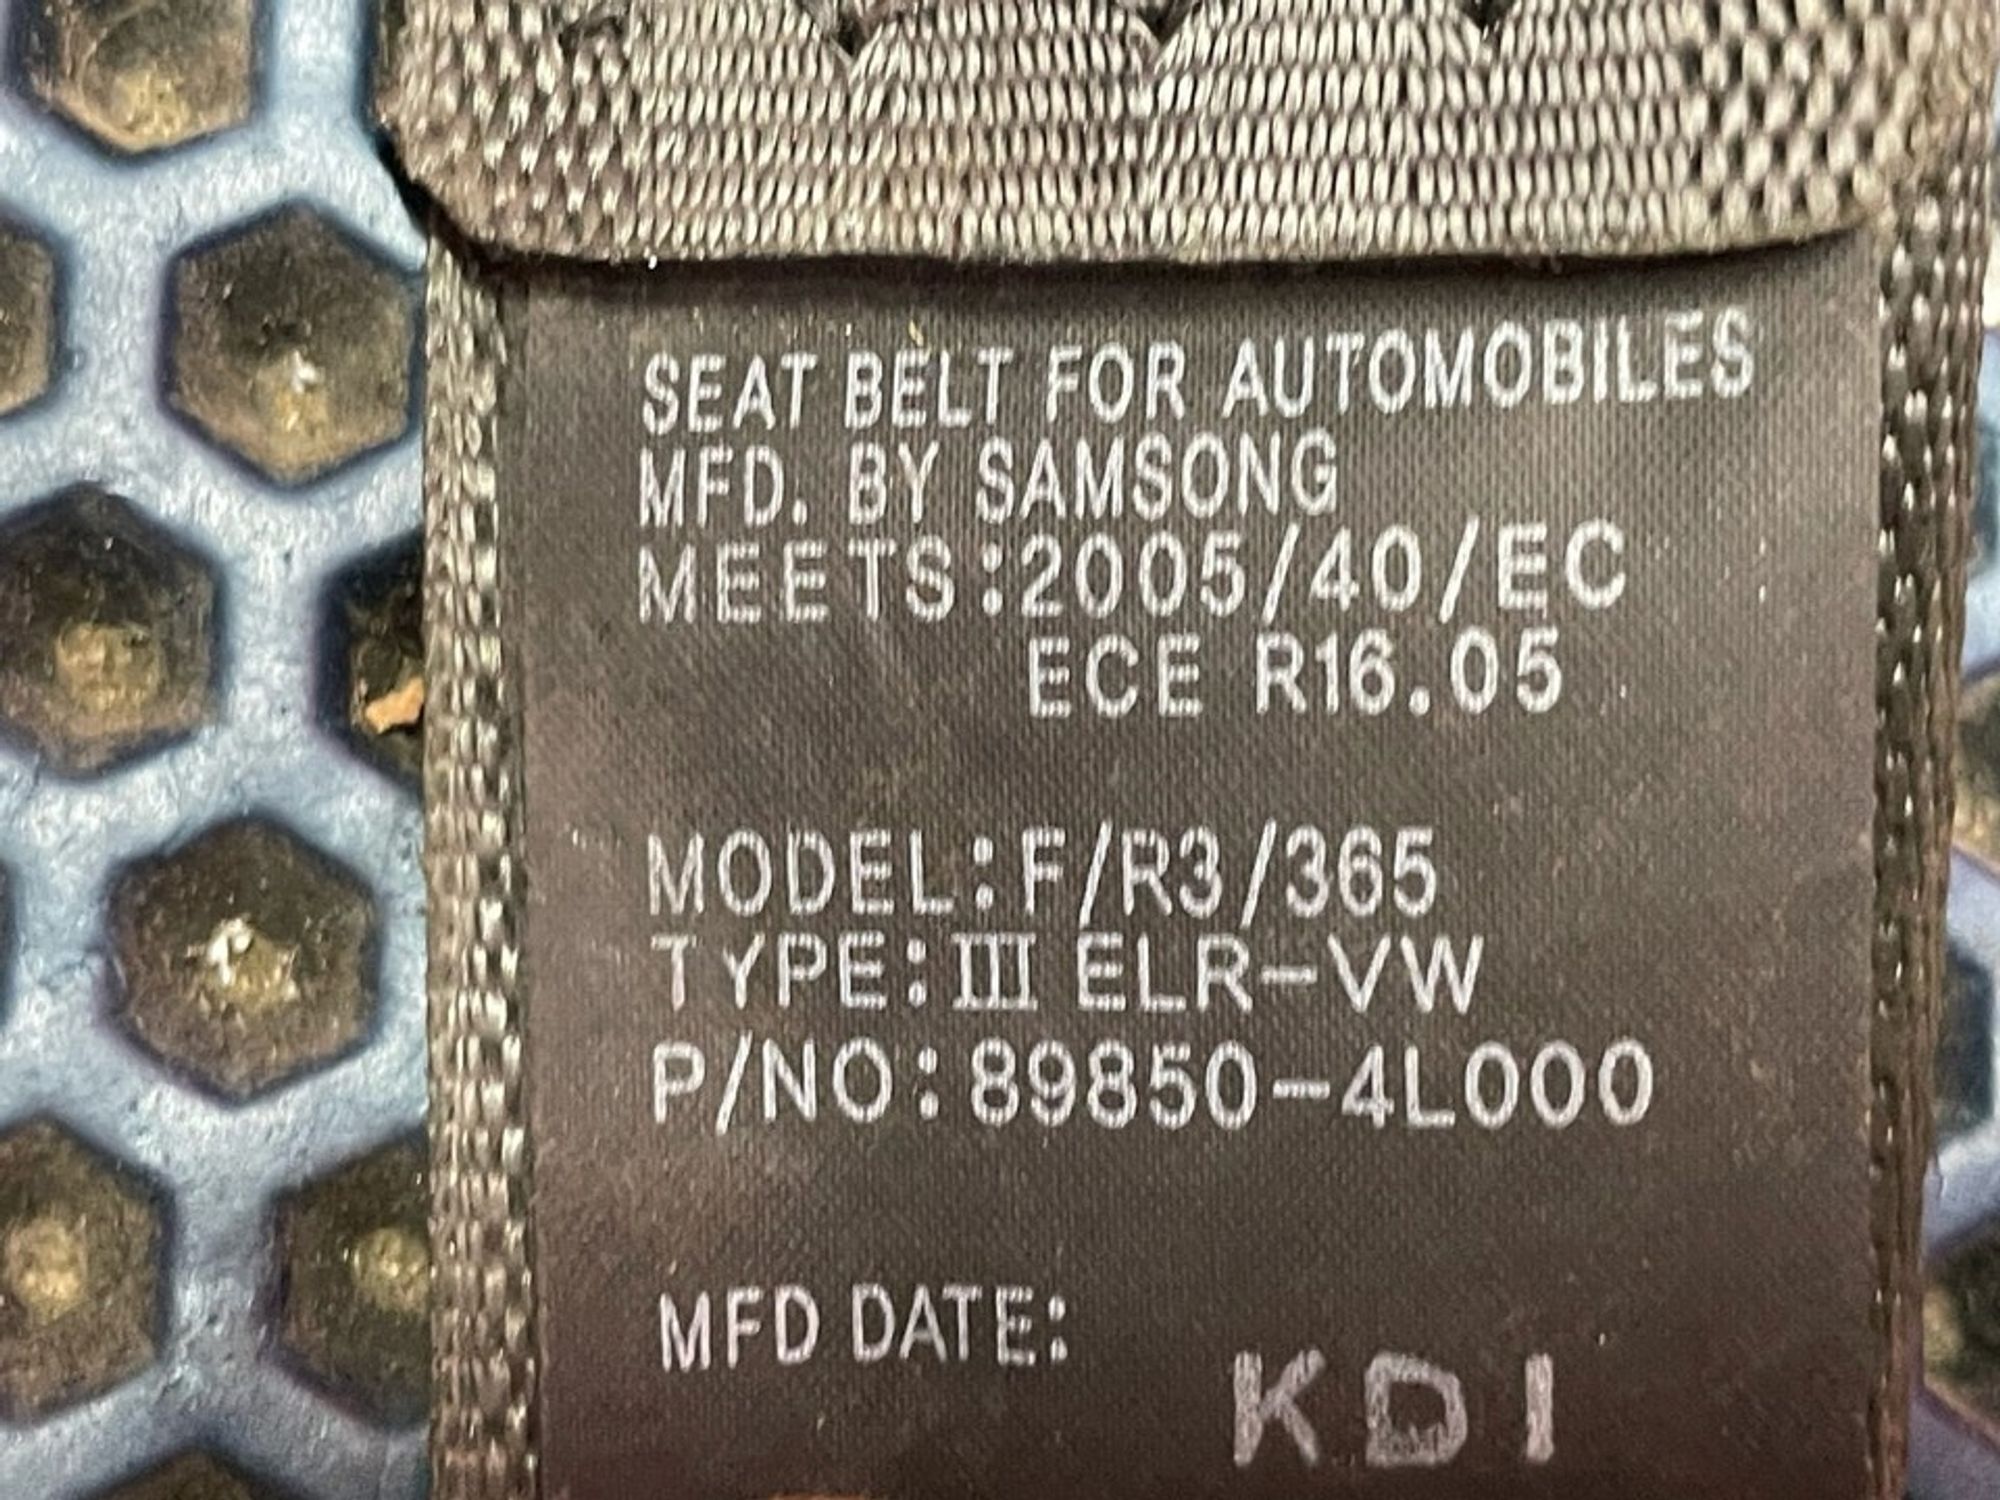 SEAT BELT FOR AUTOMOBILES
MFD. BY SAMSONG
MEETS:2005/40/EC
ECE R16.05
MODEL:F/R3/365
TYPE:III ELR-VW
P/NO:89850-4L000
MFD DATE:
KDI